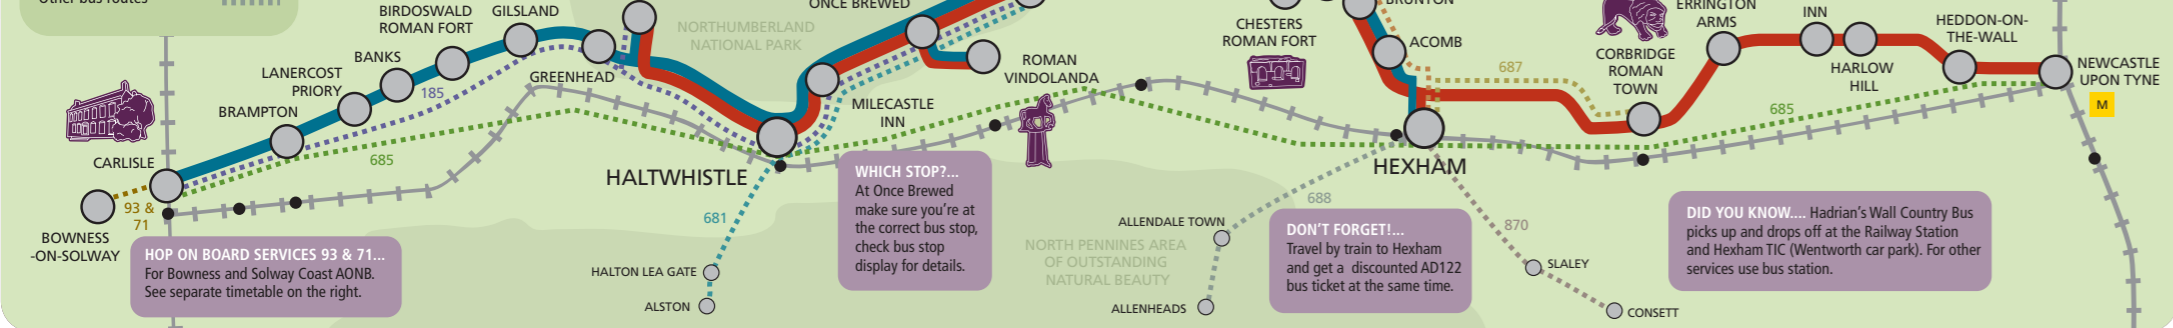 Other bus routes
BIRDOSWALD
ROMAN FORT
GILSLAND
BANKS
LANERCOST
PRIORY
BRAMPTON
CARLISLE
BOWNESS
-ON-SOLWAY
93 &
71
185
685
GREENHEAD
NORTHUMBERLAND
NATIONAL PARK
ONCE BREWED
HALTWHISTLE
MILECASTLE
INN
ROMAN
VINDOLANDA
681
HALTON LEA GATE
ALSTON
HOP ON BOARD SERVICES 93 & 71...
For Bowness and Solway Coast AONB.
See separate timetable on the right.
WHICH STOP?...
At Once Brewed
make sure you're at
the correct bus stop,
check bus stop
display for details.
CHESTERS
ROMAN FORT
BRUNTON
ACOMB
687
HEXHAM
688
ALLENDALE TOWN
ALLENHEADS
NORTH PENNINES AREA
OF OUTSTANDING
NATURAL BEAUTY
DON'T FORGET!...
Travel by train to Hexham
and get a discounted AD122
bus ticket at the same time.
870
SLALEY
CONSETT
ERRINGTON
ARMS
CORBRIDGE
ROMAN
TOWN
INN
HARLOW
HILL
HEDDON-ON-
THE-WALL
685
NEWCASTLE
UPON TYNE
M
DID YOU KNOW.... Hadrian's Wall Country Bus
picks up and drops off at the Railway Station
and Hexham TIC (Wentworth car park). For other
services use bus station.